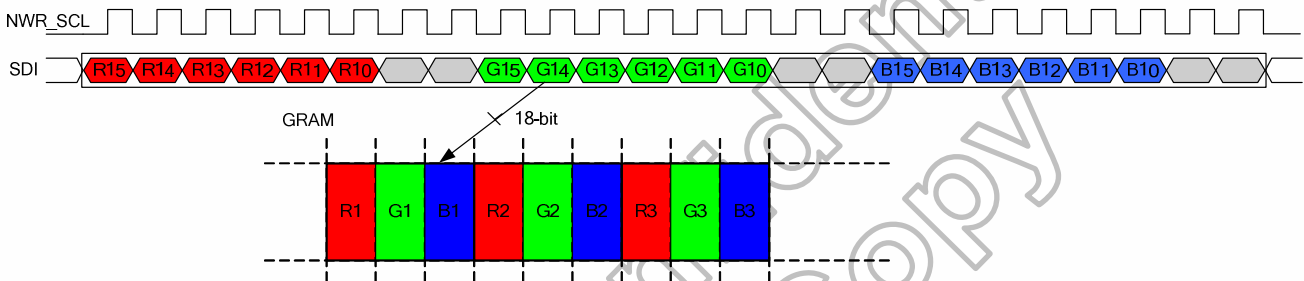 NWR_SCL
SDI R15 R14 R13 R12 R11 R10 G15 G14 G13 G12 G11 G10 B15 B14 B13 B12 B11 B10
GRAM 18-bit
R1 G1 B1 R2 G2 B2 R3 G3 B3
copy